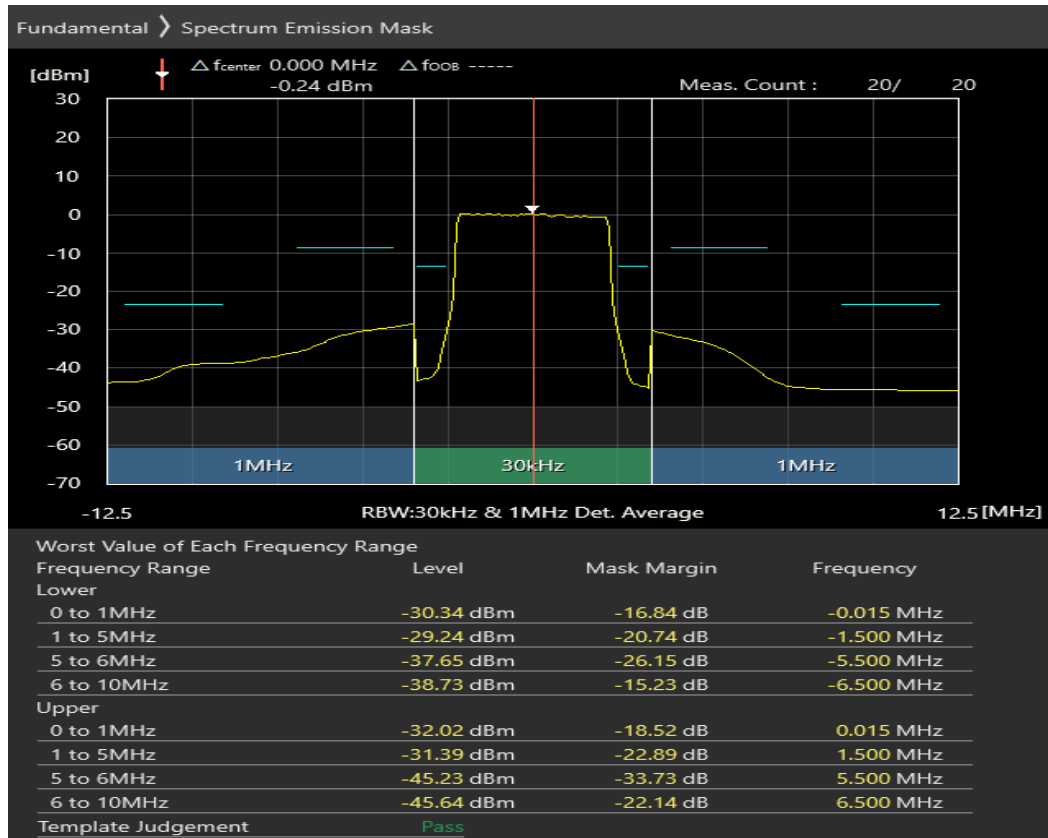 Fundamental ❯ Spectrum Emission Mask
[dBm] △ fcenter 0.000 MHz △ fOOB -----
-0.24 dBm Meas. Count : 20/ 20
30
20
10
0
-10
-20
-30
-40
-50
-60
1MHz 30kHz 1MHz
-70
-12.5 RBW:30kHz & 1MHz Det. Average 12.5 [MHz]
Worst Value of Each Frequency Range
Frequency Range Level Mask Margin Frequency
Lower
0 to 1MHz -30.34 dBm -16.84 dB -0.015 MHz
1 to 5MHz -29.24 dBm -20.74 dB -1.500 MHz
5 to 6MHz -37.65 dBm -26.15 dB -5.500 MHz
6 to 10MHz -38.73 dBm -15.23 dB -6.500 MHz
Upper
0 to 1MHz -32.02 dBm -18.52 dB 0.015 MHz
1 to 5MHz -31.39 dBm -22.89 dB 1.500 MHz
5 to 6MHz -45.23 dBm -33.73 dB 5.500 MHz
6 to 10MHz -45.64 dBm -22.14 dB 6.500 MHz
Template Judgement Pass